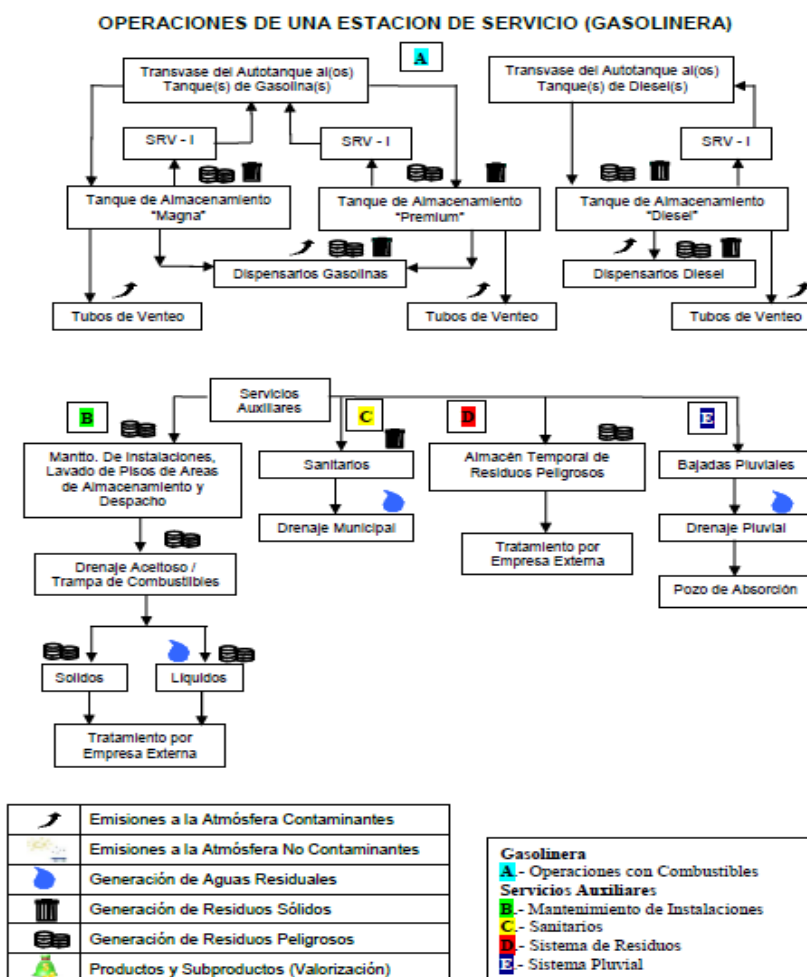 OPERACIONES DE UNA ESTACION DE SERVICIO (GASOLINERA)
A
Transvase del Autotanque al(os)
Tanque(s) de Gasolina(s)
Transvase del Autotanque al(os)
Tanque(s) de Diesel(s)
SRV - I
SRV - I
SRV - I
Tanque de Almacenamiento
"Magna"
Tanque de Almacenamiento
"Premium"
Tanque de Almacenamiento
"Diesel"
Dispensarios Gasolinas
Dispensarios Diesel
Tubos de Venteo
Tubos de Venteo
Tubos de Venteo
Servicios
Auxiliares
B
C
D
E
Mantto. De Instalaciones,
Lavado de Pisos de Areas
de Almacenamiento y
Despacho
Sanitarios
Almacén Temporal de
Residuos Peligrosos
Bajadas Pluviales
Drenaje Municipal
Drenaje Pluvial
Tratamiento por
Empresa Externa
Drenaje Aceitoso /
Trampa de Combustibles
Pozo de Absorción
Solidos
Liquidos
Tratamiento por
Empresa Externa
Emisiones a la Atmósfera Contaminantes
Emisiones a la Atmósfera No Contaminantes
Generación de Aguas Residuales
Generación de Residuos Sólidos
Generación de Residuos Peligrosos
Productos y Subproductos (Valorización)
Gasolinera
A.- Operaciones con Combustibles
Servicios Auxiliares
B.- Mantenimiento de Instalaciones
C.- Sanitarios
D.- Sistema de Residuos
E.- Sistema Pluvial